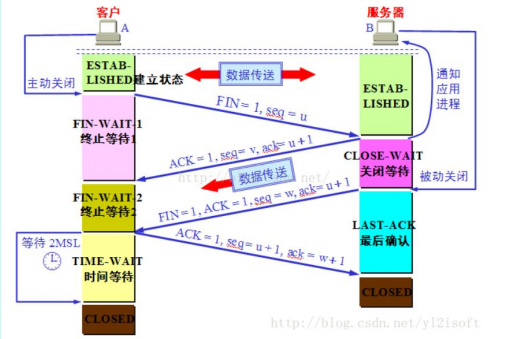 客户
服务器
A
B
ESTAB-
LISHED
建立状态
主动关闭
数据传送
通知
应用
进程
ESTAB-
LISHED
FIN= 1, seq = u
FIN-WAIT-1
终止等待1
ACK = 1, seq= v, ack= u + 1
CLOSE-WAIT
关闭等待
数据传送
被动关闭
FIN-WAIT-2
终止等待2
FIN= 1, ACK = 1, seq = w, ack= u + 1
LAST-ACK
最后确认
等待 2MSL
ACK = 1, seq= u + 1, ack = w + 1
TIME-WAIT
时间等待
CLOSED
CLOSED
http://blog.csdn.net/yl2isoft